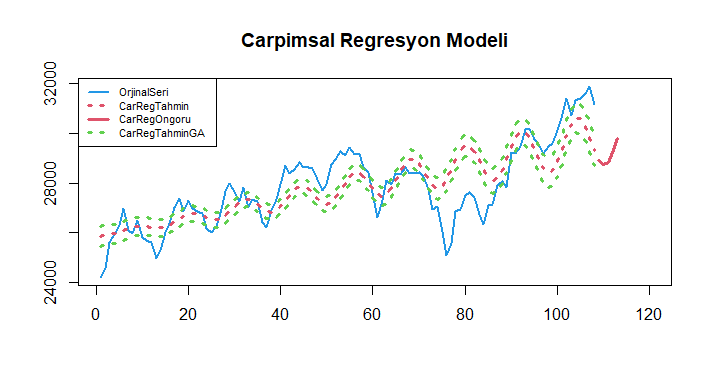 Carpimsal Regresyon Modeli
OrjinalSeri
CarRegTahmin
CarRegOngoru
CarRegTahminGA
32000
28000
24000
0 20 40 60 80 100 120